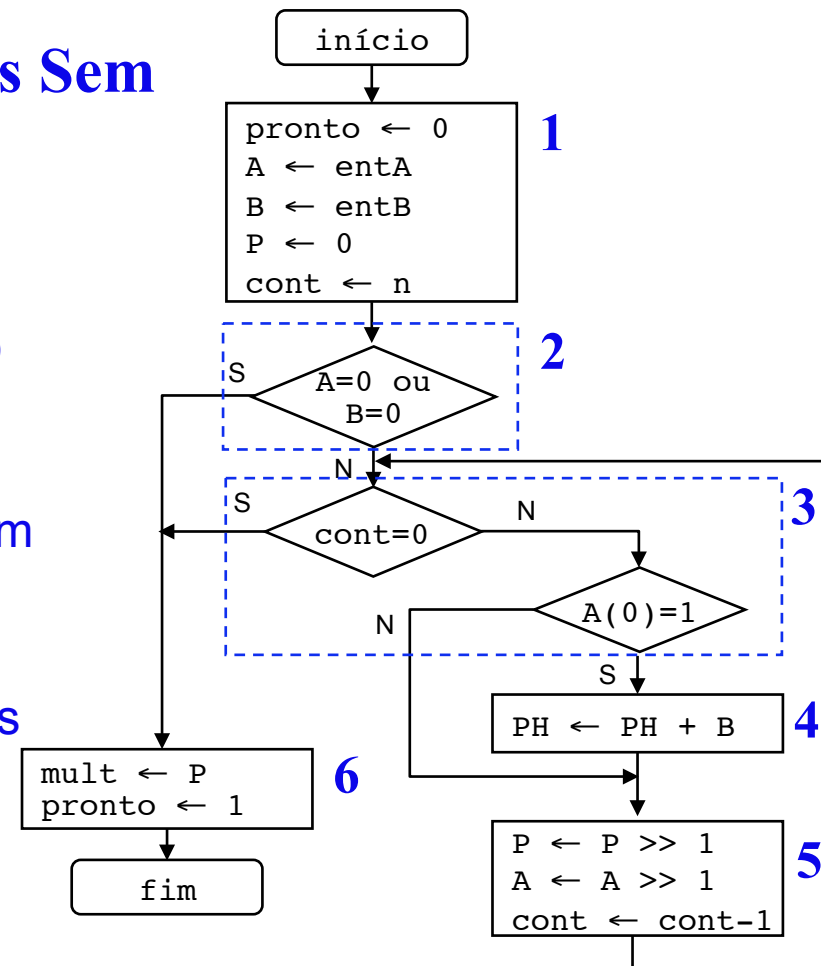 s Sem
início
pronto ← 0
A ← entA
B ← entB
P ← 0
cont ← n
1
2
S
A=0 ou
B=0
N
3
S
cont=0
N
m
A(0)=1
N
S
s
PH ← PH + B
4
mult ← P
pronto ← 1
6
P ← P >> 1
A ← A >> 1
cont ← cont-1
5
fim